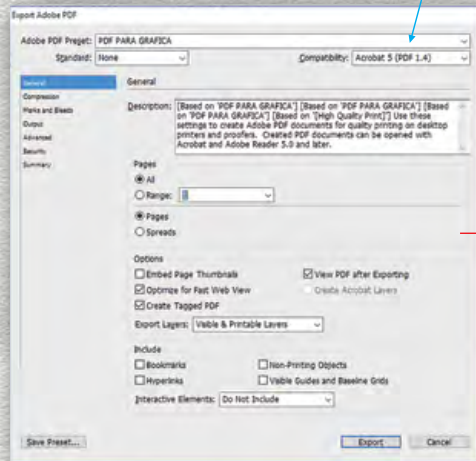 Export Adobe PDF
Adobe PDF Preset: PDF PARA GRAFICA
Standard: None Compatibility: Acrobat 5 (PDF 1.4)
General
Compression
Marks and Bleeds
Output
Advanced
Security
Summary
General
Description: [Based on 'PDF PARA GRAFICA'] [Based on 'PDF PARA GRAFICA'] [Based
on 'PDF PARA GRAFICA'] [Based on '[High Quality Print]'] Use these
settings to create Adobe PDF documents for quality printing on desktop
printers and proofers. Created PDF documents can be opened with
Acrobat and Adobe Reader 5.0 and later.
Pages
All
Range:
Pages
Spreads
Options
Embed Page Thumbnails View PDF after Exporting
Optimize for Fast Web View Create Acrobat Layers
Create Tagged PDF
Export Layers: Visible & Printable Layers
Include
Bookmarks Non-Printing Objects
Hyperlinks Visible Guides and Baseline Grids
Interactive Elements: Do Not Include
Save Preset... Export Cancel